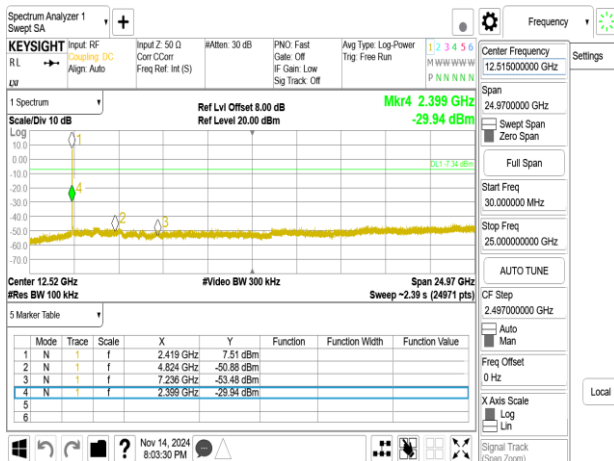 Spectrum Analyzer 1
Swept SA
+
Frequency
KEYSIGHT
RL
LXI
Input: RF
Coupling: DC
Align: Auto
Input Z: 50 Ω
Corr CCorr
Freq Ref: Int (S)
#Atten: 30 dB
PNO: Fast
Gate: Off
IF Gain: Low
Sig Track: Off
Avg Type: Log-Power
Trig: Free Run
1 2 3 4 5 6
M W W W W W
P N N N N N
Center Frequency
12.515000000 GHz
Settings
Span
24.9700000 GHz
Swept Span
Zero Span
Full Span
Start Freq
30.000000 MHz
Stop Freq
25.000000000 GHz
AUTO TUNE
CF Step
2.497000000 GHz
Auto
Man
Freq Offset
0 Hz
X Axis Scale
Log
Lin
Local
Signal Track
(Span Zoom)
1 Spectrum
Scale/Div 10 dB
Ref Lvl Offset 8.00 dB
Ref Level 20.00 dBm
Mkr4 2.399 GHz
-29.94 dBm
Log
10.0
0.00
-10.0
-20.0
-30.0
-40.0
-50.0
-60.0
-70.0
1
4
2
3
DL1 -7.34 dBm
Center 12.52 GHz
#Res BW 100 kHz
#Video BW 300 kHz
Span 24.97 GHz
Sweep ~2.39 s (24971 pts)
5 Marker Table
Mode Trace Scale X Y Function Function Width Function Value
1 N 1 f 2.419 GHz 7.51 dBm
2 N 1 f 4.824 GHz -50.88 dBm
3 N 1 f 7.236 GHz -53.48 dBm
4 N 1 f 2.399 GHz -29.94 dBm
5
6
?
Nov 14, 2024
8:03:30 PM